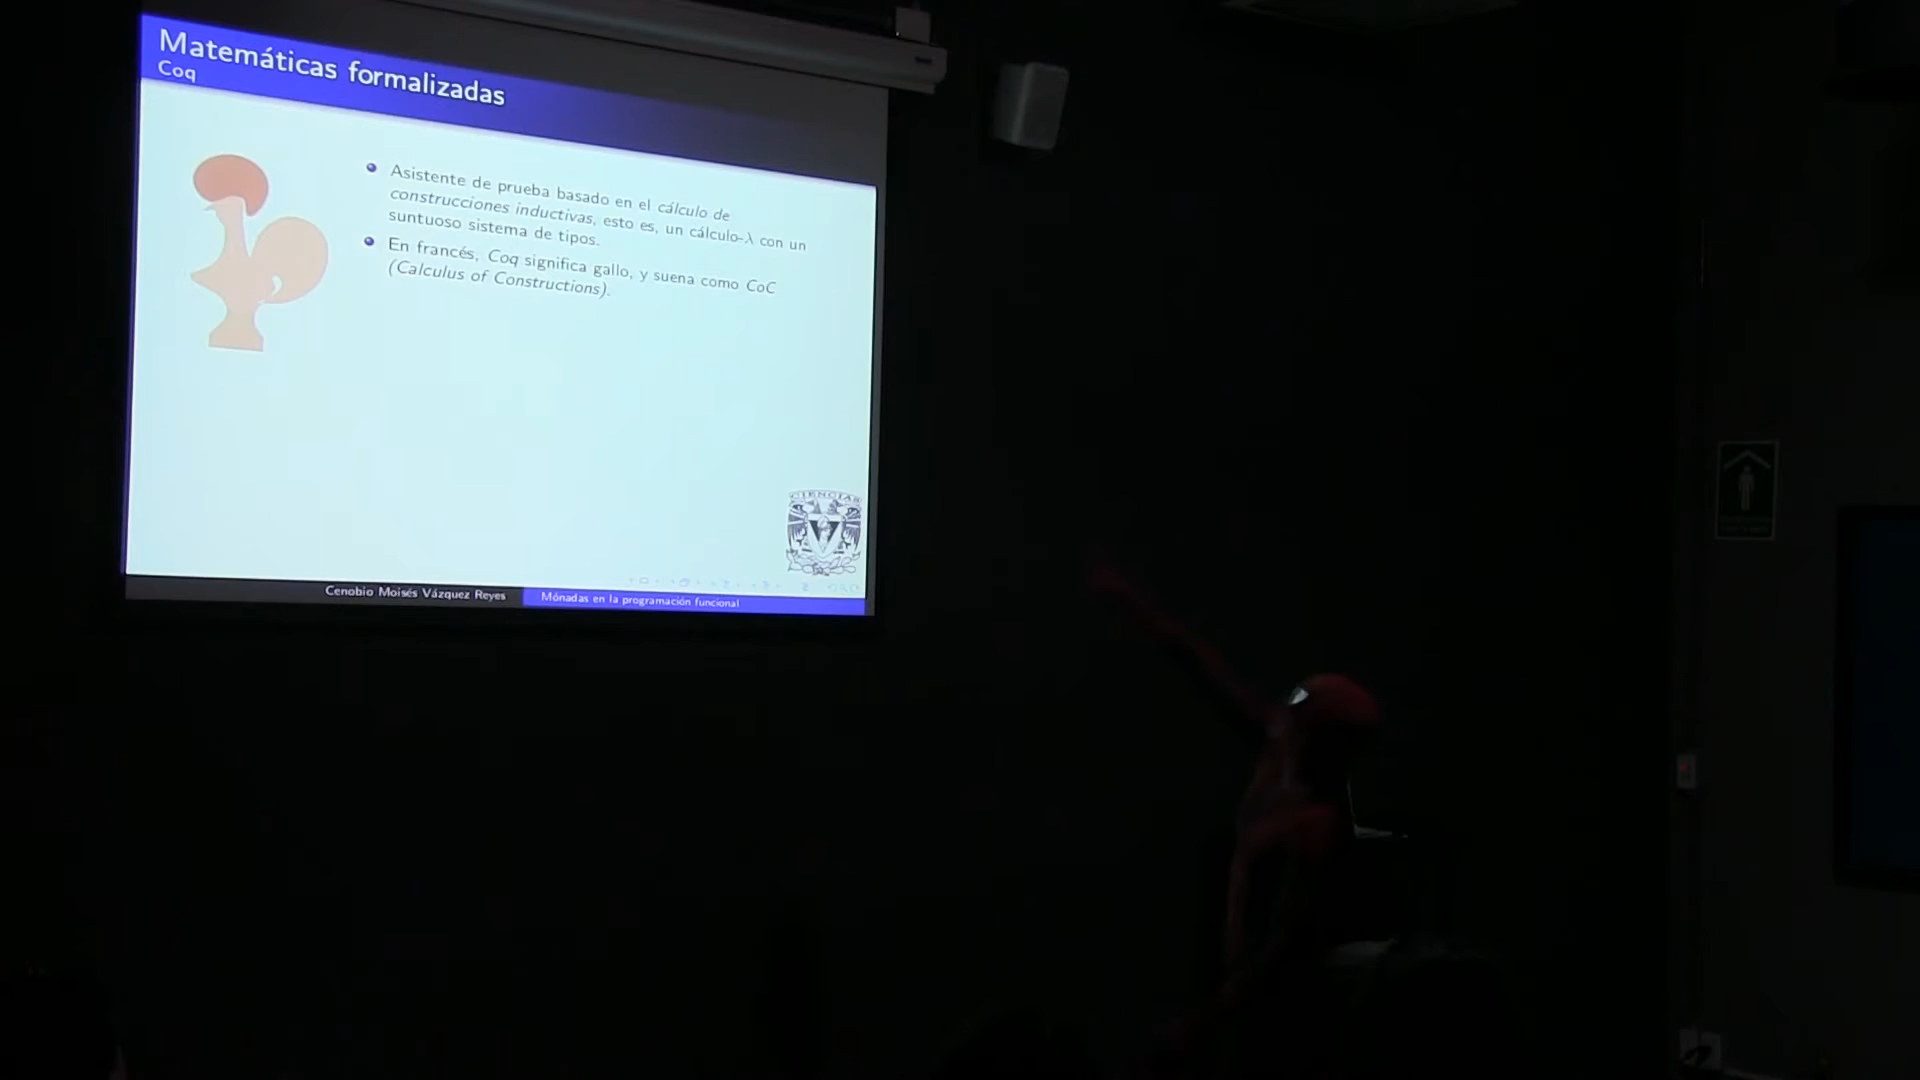 Matemáticas formalizadas
Coq
Asistente de prueba basado en el cálculo de
construcciones inductivas, esto es, un cálculo-λ con un
suntuoso sistema de tipos.
En francés, Coq significa gallo, y suena como CoC
(Calculus of Constructions).
CIENCIAS
Cenobio Moisés Vázquez Reyes
Mónadas en la programación funcional